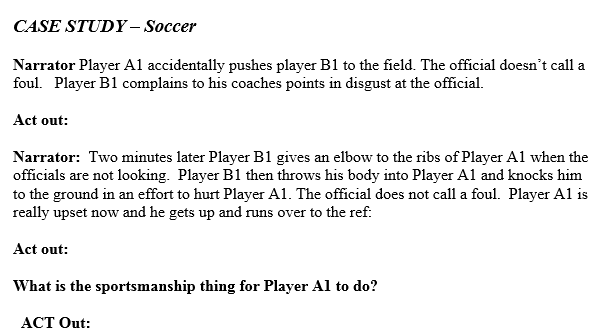 CASE STUDY – Soccer
Narrator Player A1 accidentally pushes player B1 to the field. The official doesn't call a
foul.   Player B1 complains to his coaches points in disgust at the official.
Act out:
Narrator:  Two minutes later Player B1 gives an elbow to the ribs of Player A1 when the
officials are not looking.  Player B1 then throws his body into Player A1 and knocks him
to the ground in an effort to hurt Player A1. The official does not call a foul.  Player A1 is
really upset now and he gets up and runs over to the ref:
Act out:
What is the sportsmanship thing for Player A1 to do?
ACT Out: